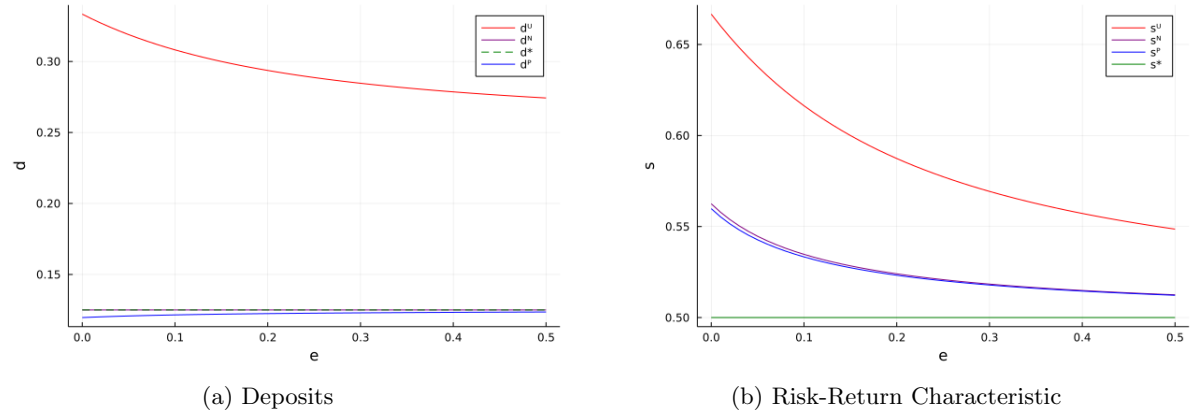 0.30
0.25
0.20
0.15
d
0.0
0.1
0.2
0.3
0.4
0.5
e
dᵁ
dᴺ
d*
dᴾ
(a) Deposits
0.65
0.60
0.55
0.50
s
0.0
0.1
0.2
0.3
0.4
0.5
e
sᵁ
sᴺ
sᴾ
s*
(b) Risk-Return Characteristic